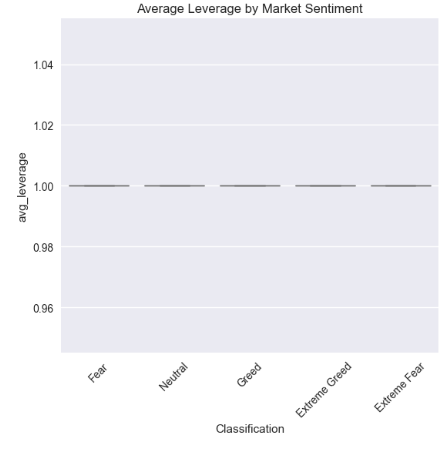 Average Leverage by Market Sentiment
1.04
1.02
1.00
0.98
0.96
avg_leverage
Fear
Neutral
Greed
Extreme Greed
Extreme Fear
Classification